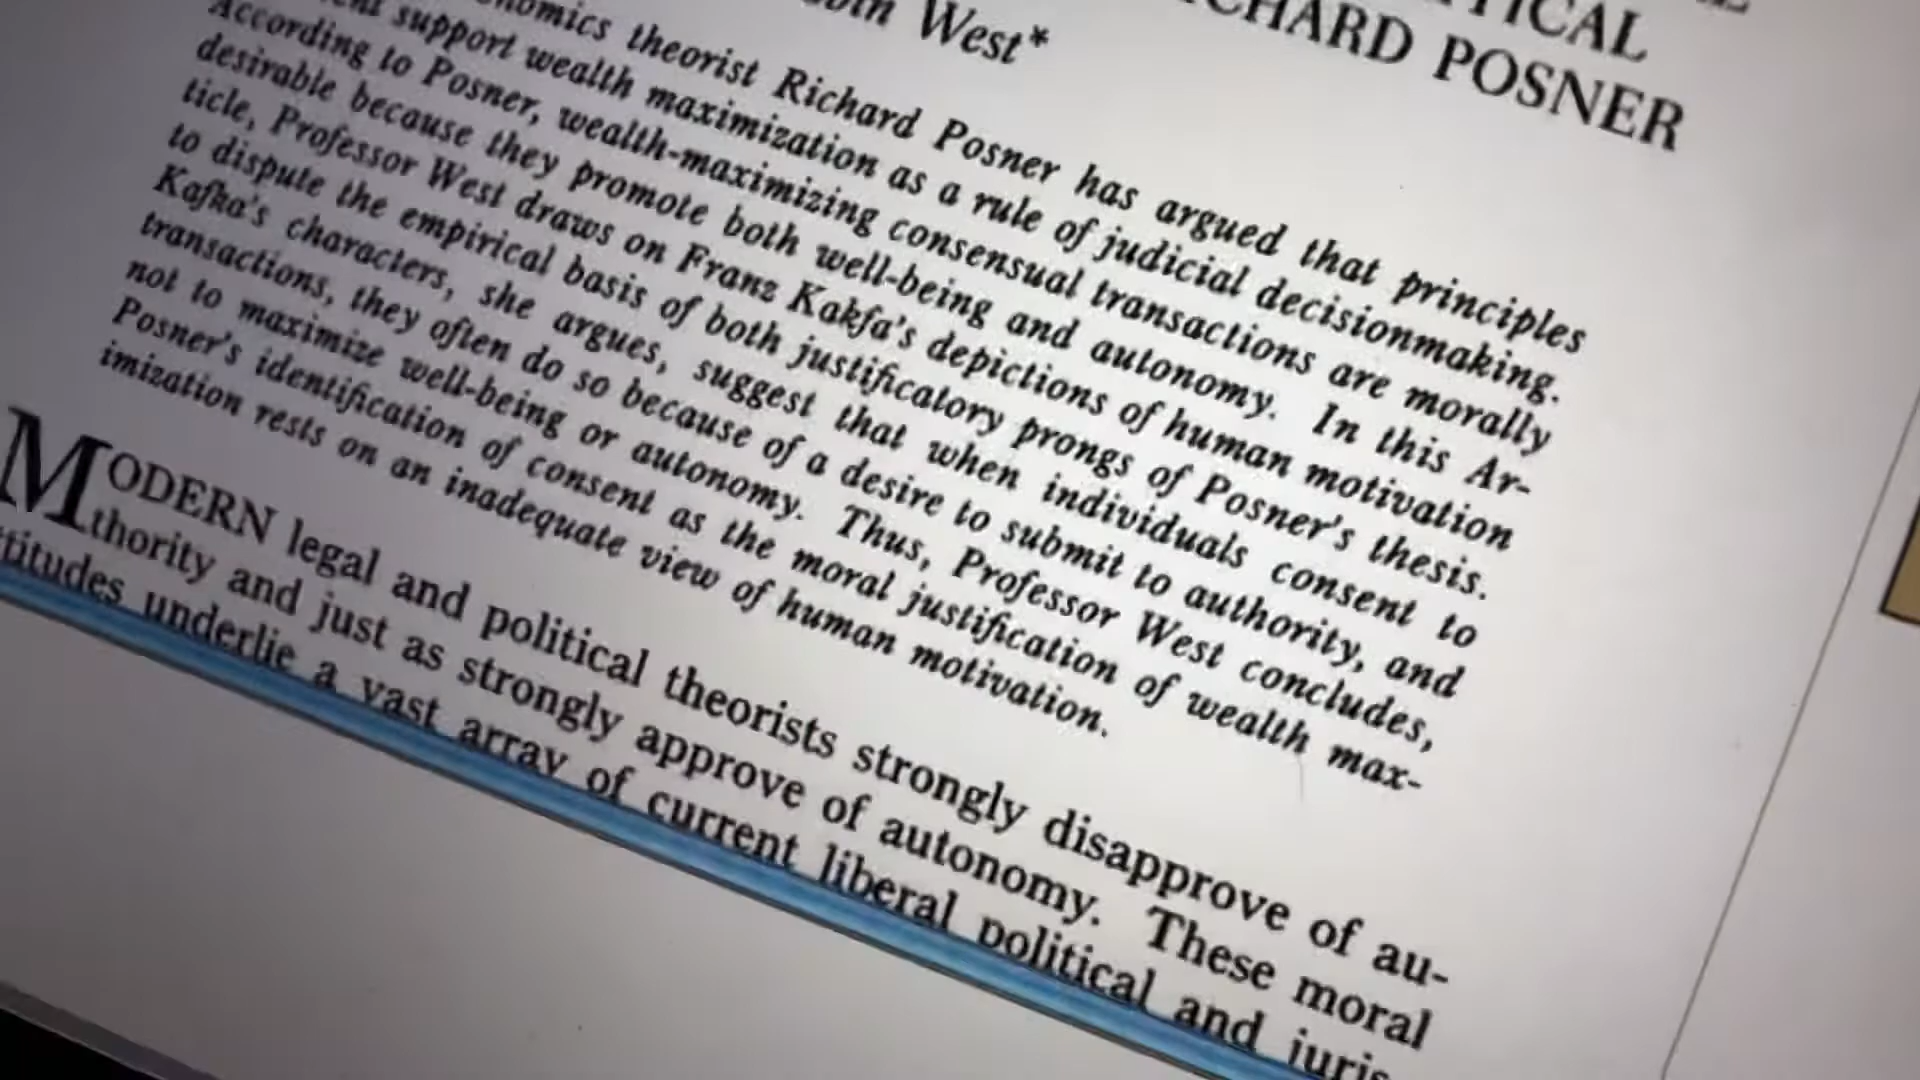 ITICAL
CHARD POSNER
West*
theorist Richard Posner has argued that principles
support wealth maximization as a rule of judicial decisionmaking.
According to Posner, wealth-maximizing consensual transactions are morally
desirable because they promote both well-being and autonomy. In this Ar-
ticle, Professor West draws on Franz Kakfa's depictions of human motivation
to dispute the empirical basis of both justificatory prongs of Posner's thesis.
Kafka's characters, she argues, suggest that when individuals consent to
transactions, they often do so because of a desire to submit to authority, and
not to maximize well-being or autonomy. Thus, Professor West concludes,
Posner's identification of consent as the moral justification of wealth max-
imization rests on an inadequate view of human motivation.
MODERN legal and political theorists strongly disapprove of au-
thority and just as strongly approve of autonomy. These moral
titudes underlie a vast array of current liberal political and juris